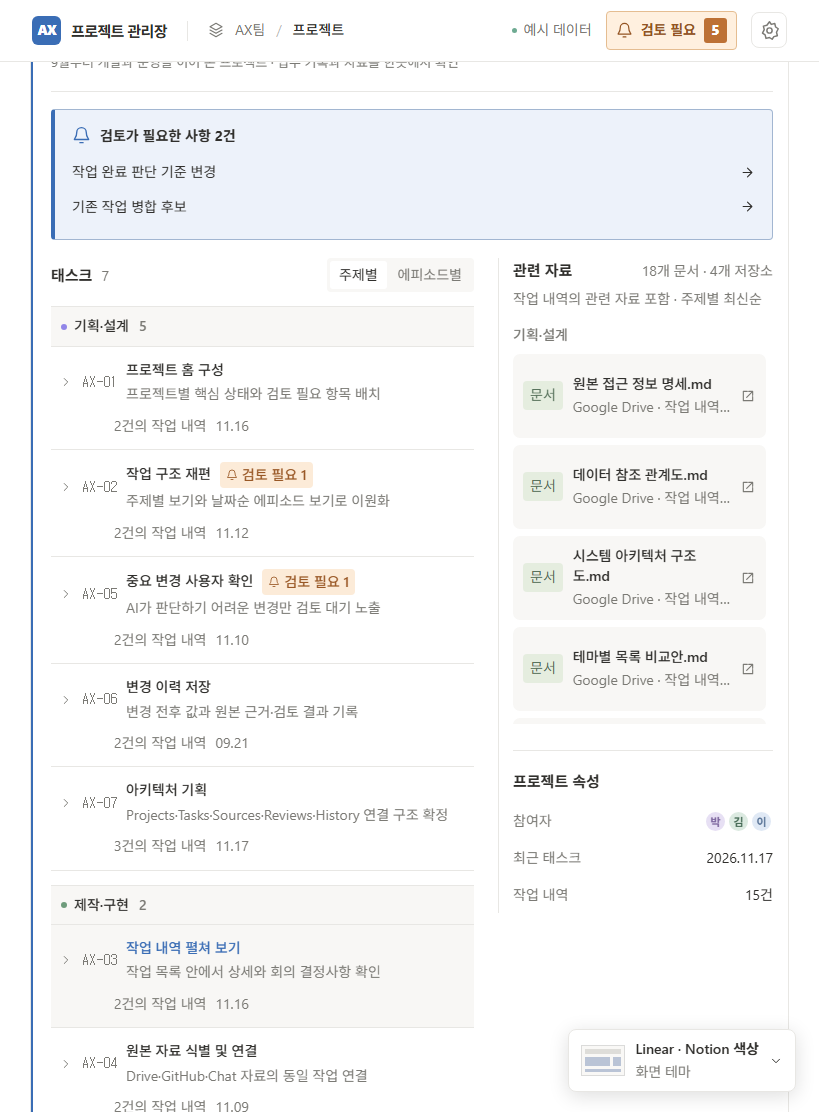 AX 프로젝트 관리장 AX팀 / 프로젝트 예시 데이터 검토 필요 5
검토가 필요한 사항 2건
작업 완료 판단 기준 변경
기존 작업 병합 후보
태스크 7 주제별 에피소드별
기획·설계 5
AX-01 프로젝트 홈 구성
프로젝트별 핵심 상태와 검토 필요 항목 배치
2건의 작업 내역 11.16
AX-02 작업 구조 재편 검토 필요 1
주제별 보기와 날짜순 에피소드 보기로 이원화
2건의 작업 내역 11.12
AX-05 중요 변경 사용자 확인 검토 필요 1
AI가 판단하기 어려운 변경만 검토 대기 노출
2건의 작업 내역 11.10
AX-06 변경 이력 저장
변경 전후 값과 원본 근거·검토 결과 기록
2건의 작업 내역 09.21
AX-07 아키텍처 기획
Projects·Tasks·Sources·Reviews·History 연결 구조 확정
3건의 작업 내역 11.17
제작·구현 2
AX-03 작업 내역 펼쳐 보기
작업 목록 안에서 상세와 회의 결정사항 확인
2건의 작업 내역 11.16
AX-04 원본 자료 식별 및 연결
Drive·GitHub·Chat 자료의 동일 작업 연결
2건의 작업 내역 11.09
관련 자료 18개 문서 · 4개 저장소
작업 내역의 관련 자료 포함 · 주제별 최신순
기획·설계
문서 원본 접근 정보 명세.md
Google Drive · 작업 내역...
문서 데이터 참조 관계도.md
Google Drive · 작업 내역...
문서 시스템 아키텍처 구조
도.md
Google Drive · 작업 내역...
문서 테마별 목록 비교안.md
Google Drive · 작업 내역...
프로젝트 속성
참여자 박 김 이
최근 태스크 2026.11.17
작업 내역 15건
Linear · Notion 색상
화면 테마